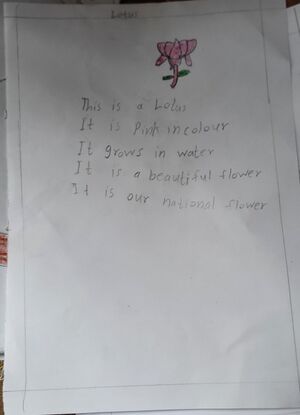 Lotus
This is a Lotus
It is Pink in colour
It grows in water
It is a beautiful flower
It is our national flower